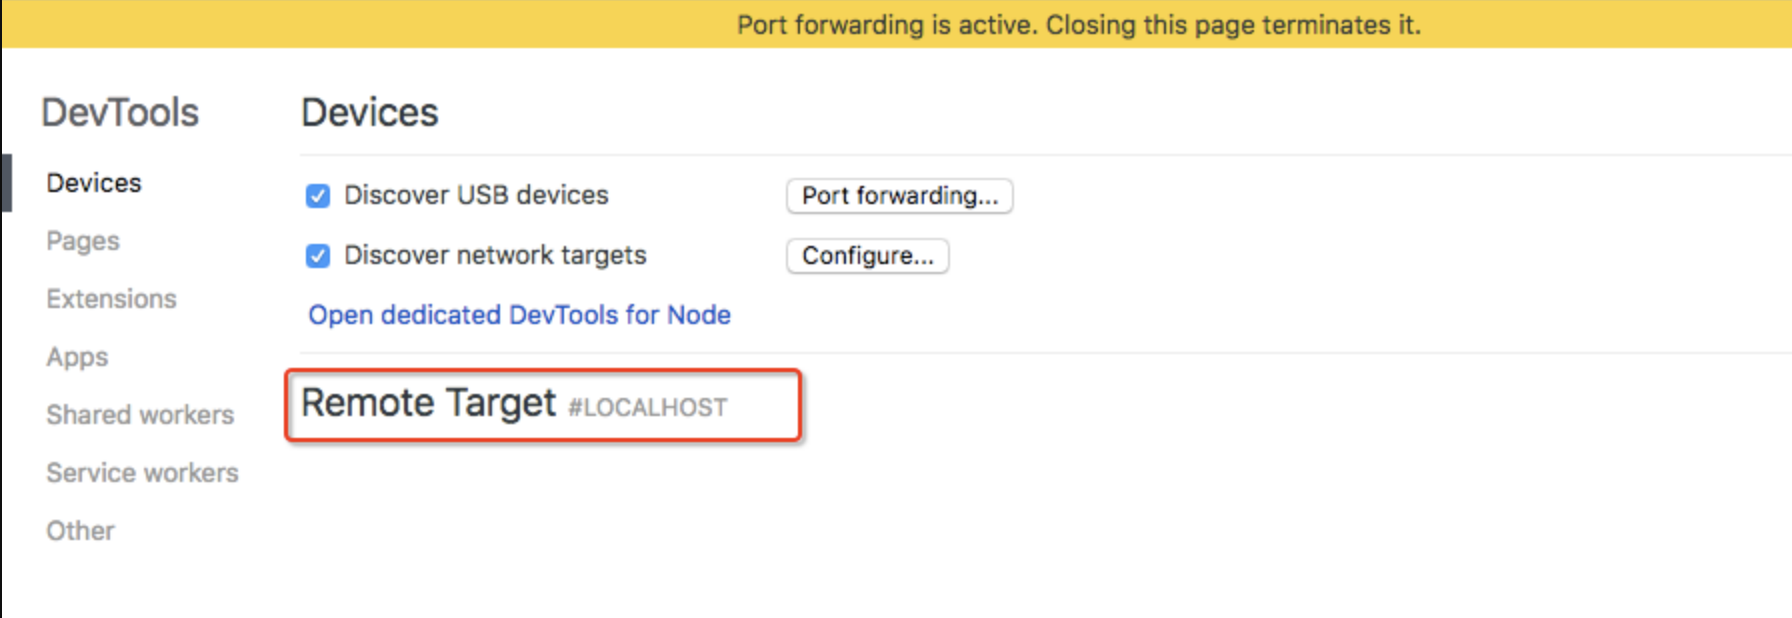 Port forwarding is active. Closing this page terminates it.
DevTools
Devices
Pages
Extensions
Apps
Shared workers
Service workers
Other
Devices
Discover USB devices
Port forwarding...
Discover network targets
Configure...
Open dedicated DevTools for Node
Remote Target #LOCALHOST